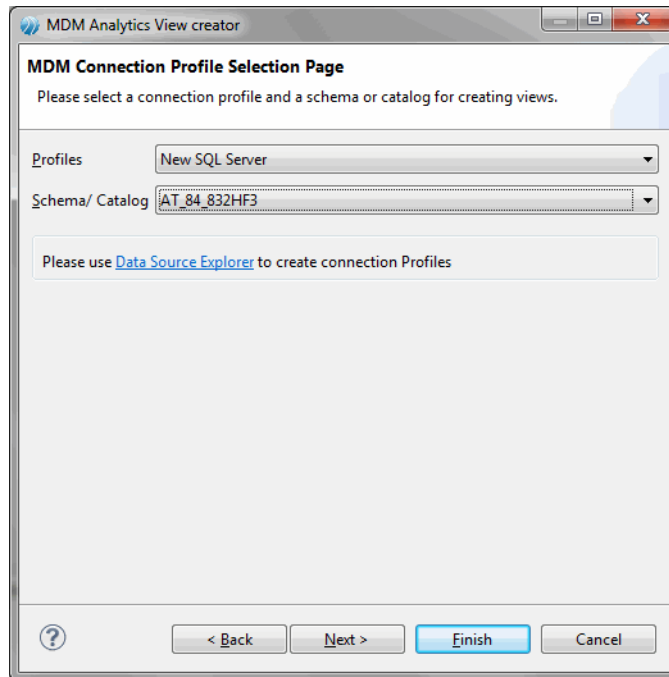 MDM Analytics View creator
MDM Connection Profile Selection Page
Please select a connection profile and a schema or catalog for creating views.
Profiles New SQL Server
Schema/ Catalog AT_84_832HF3
Please use Data Source Explorer to create connection Profiles
? < Back Next > Finish Cancel